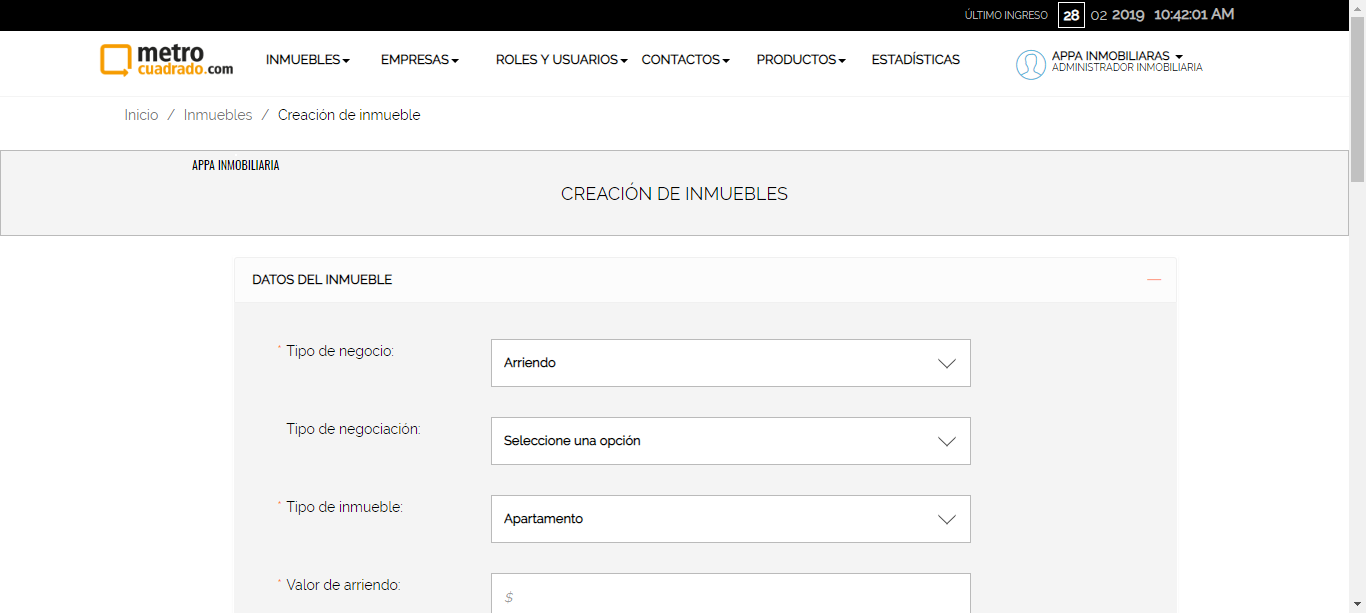 ÚLTIMO INGRESO 28 02 2019 10:42:01 AM
metro
cuadrado.com
INMUEBLES EMPRESAS ROLES Y USUARIOS CONTACTOS PRODUCTOS ESTADÍSTICAS
APPA INMOBILIARAS
ADMINISTRADOR INMOBILIARIA
Inicio / Inmuebles / Creación de inmueble
APPA INMOBILIARIA
CREACIÓN DE INMUEBLES
DATOS DEL INMUEBLE
* Tipo de negocio: Arriendo
Tipo de negociación: Seleccione una opción
* Tipo de inmueble: Apartamento
* Valor de arriendo: $